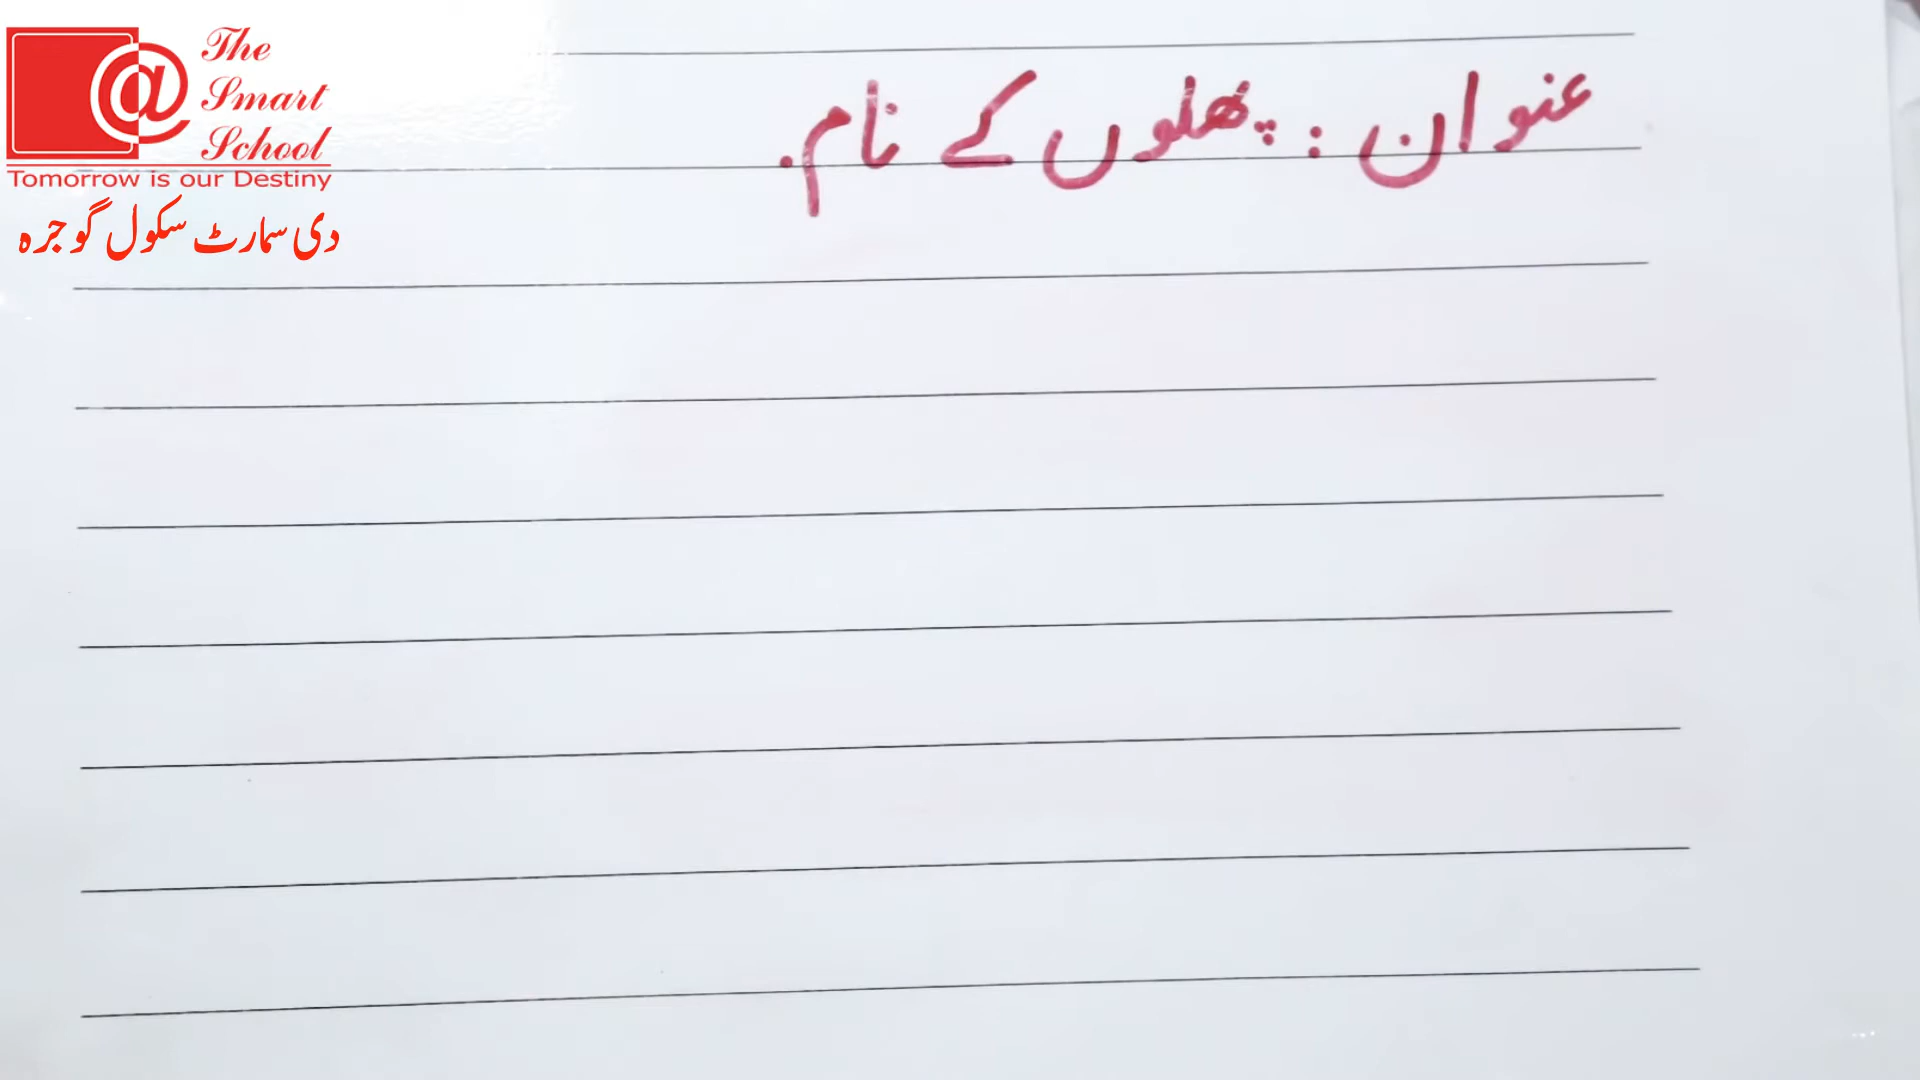 The
Smart
School
Tomorrow is our Destiny
دی سمارٹ سکول گوجرہ
عنوان : پھلوں کے نام.